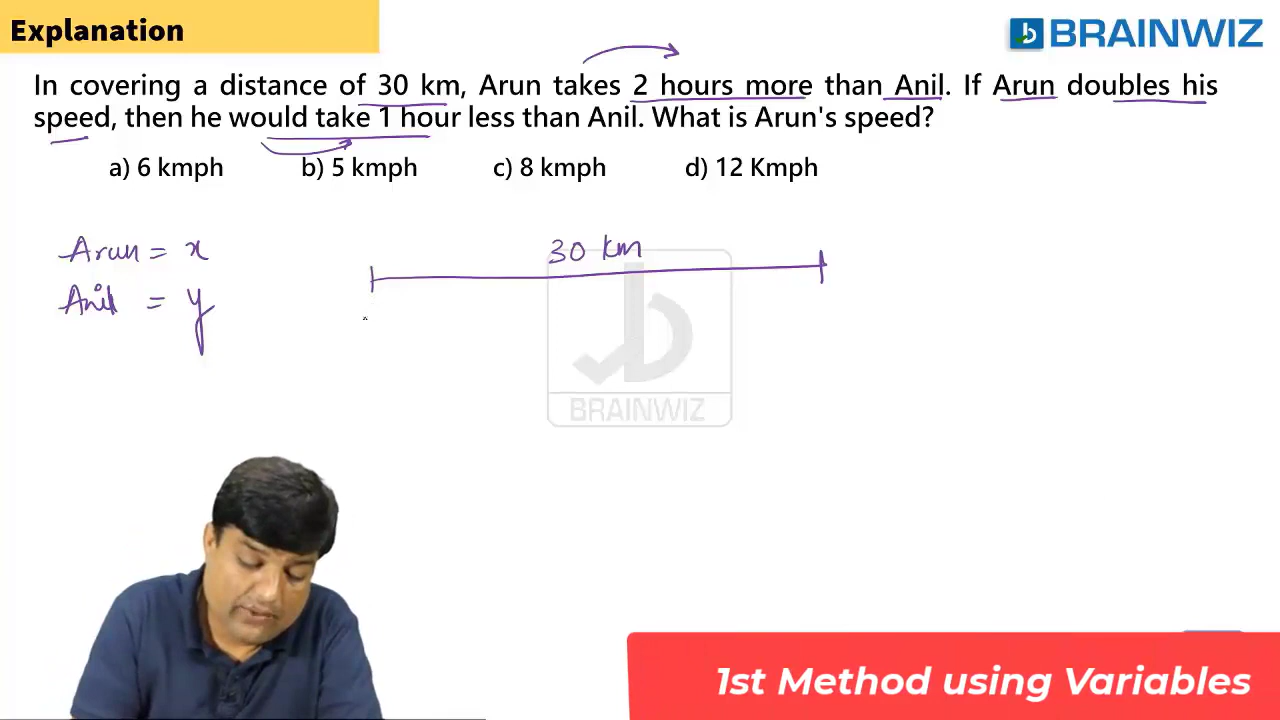 Explanation
BRAINWIZ
In covering a distance of 30 km, Arun takes 2 hours more than Anil. If Arun doubles his
speed, then he would take 1 hour less than Anil. What is Arun's speed?
a) 6 kmph b) 5 kmph c) 8 kmph d) 12 Kmph
Arun = x
30 km
Anil = y
BRAINWIZ
1st Method using Variables